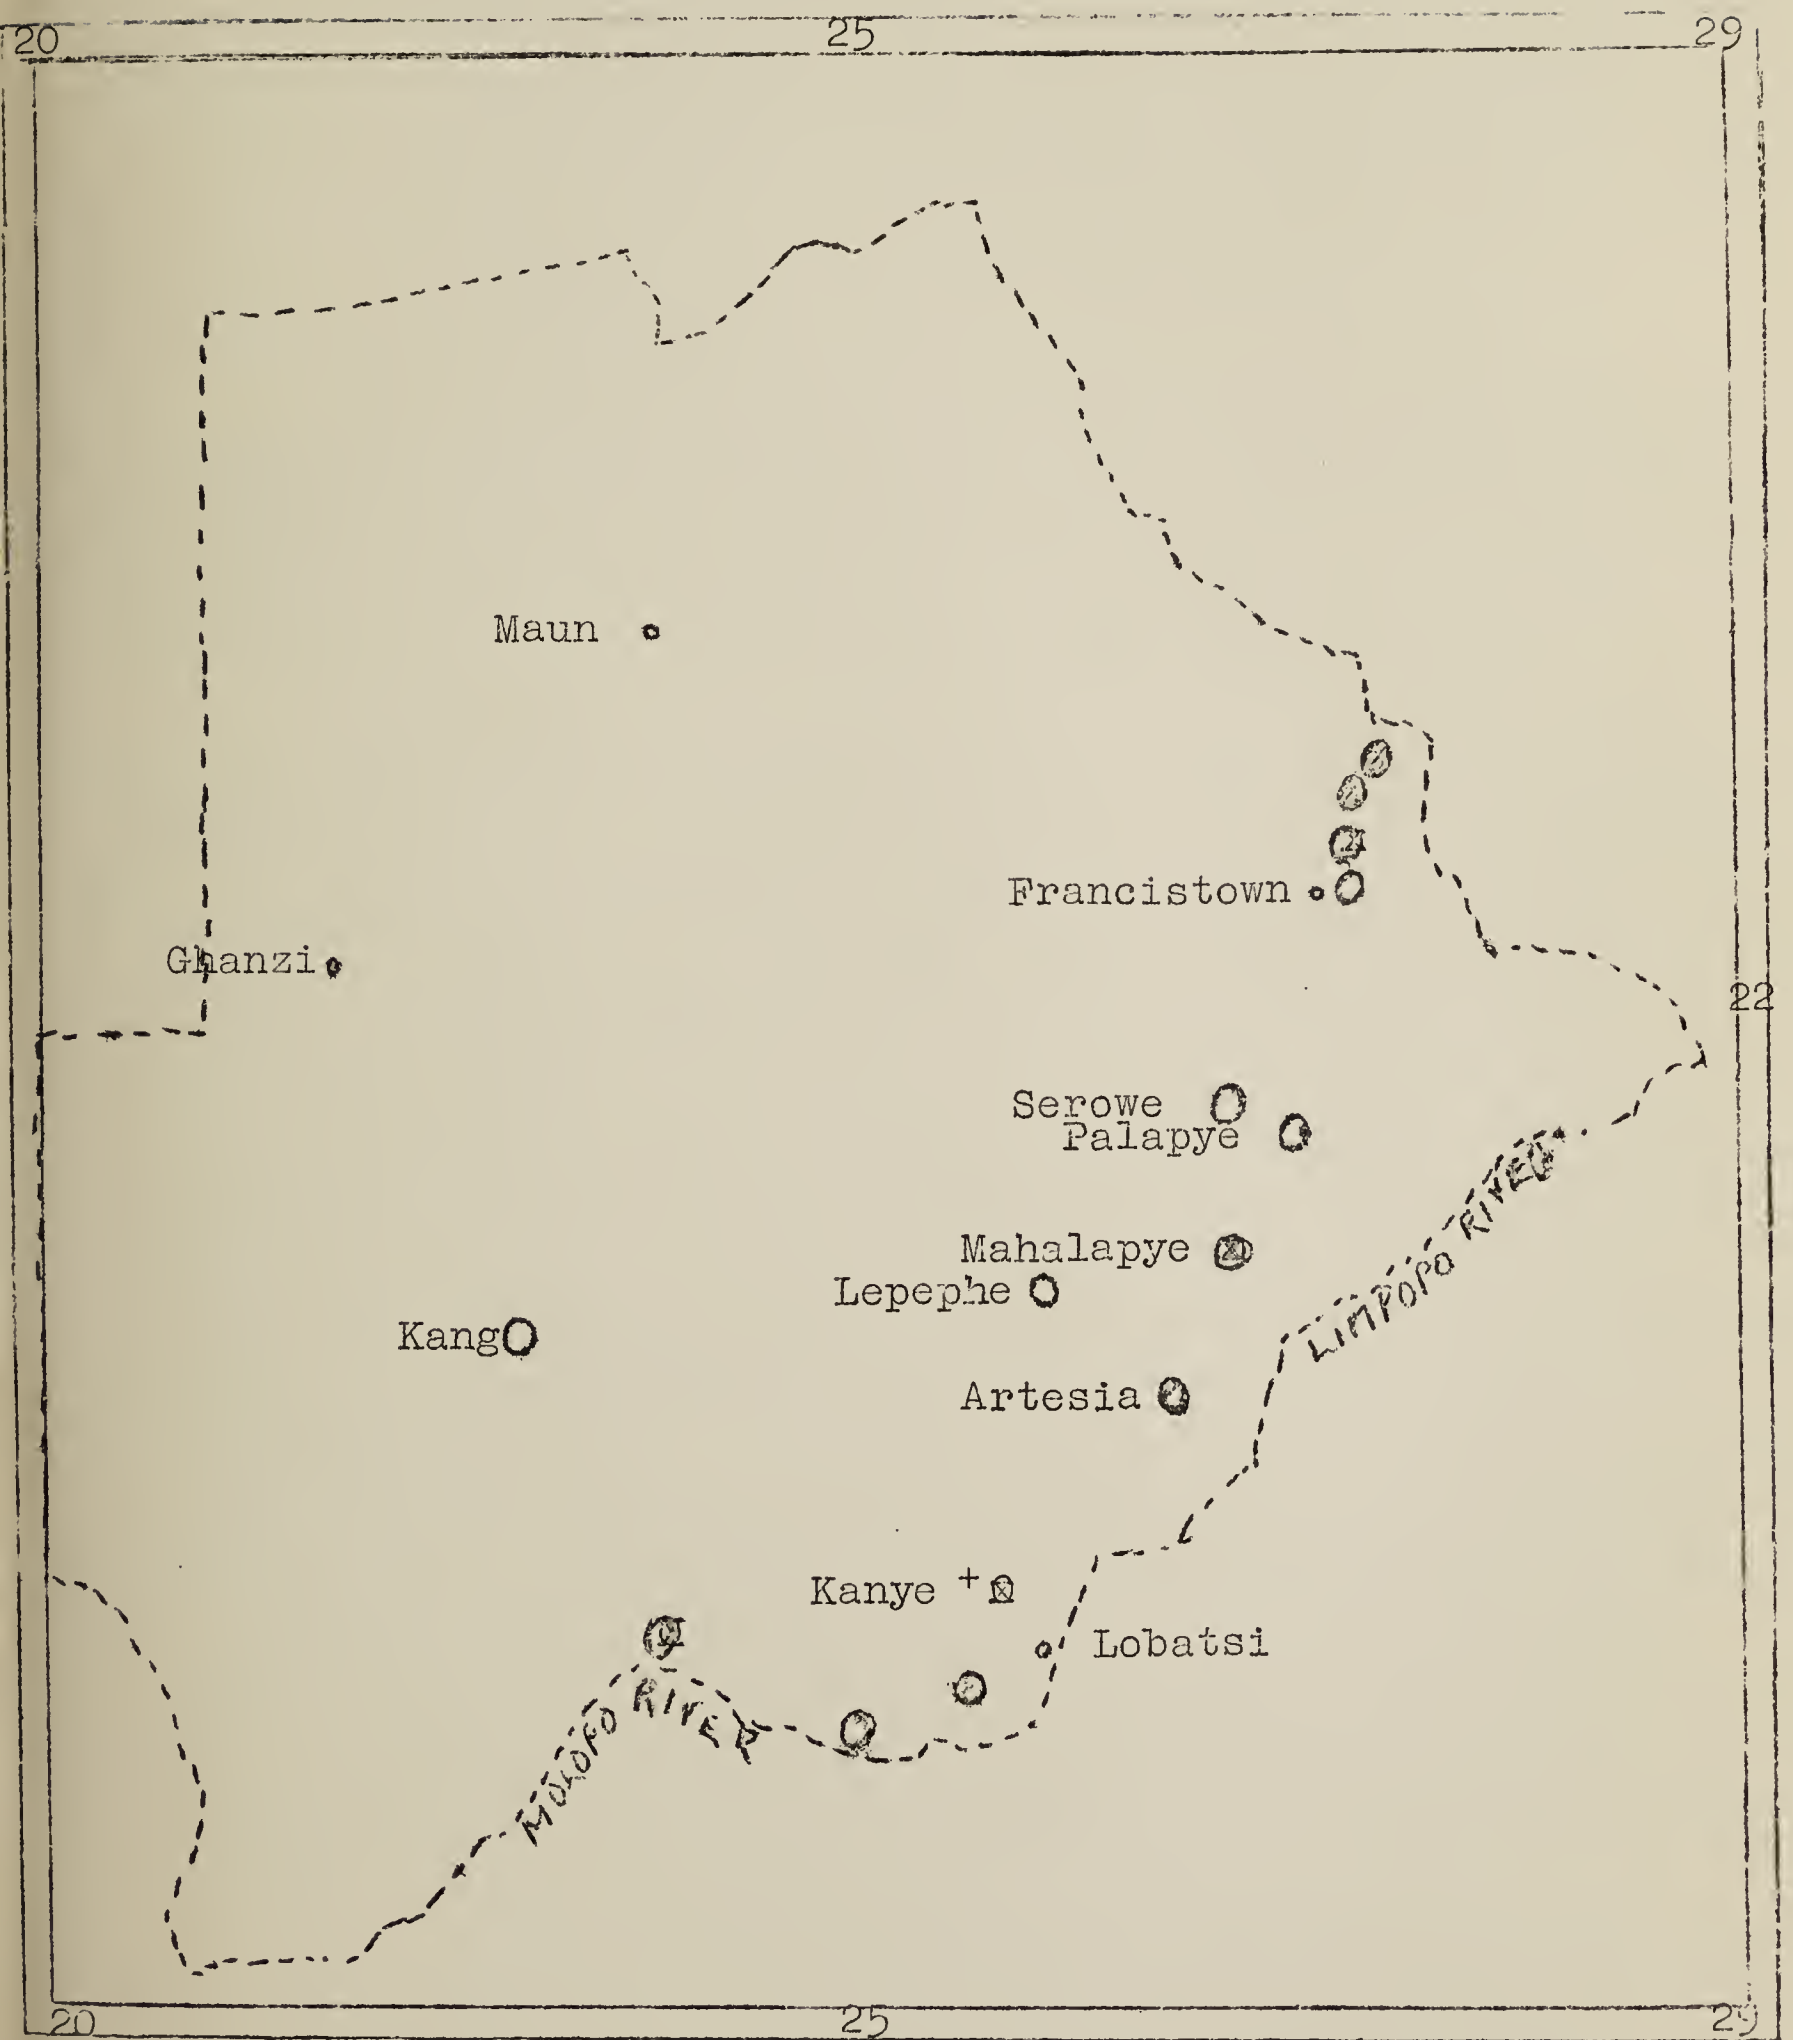 20 25 29
Maun
Francistown
Ghanzi
22
Serowe
Palapye
Mahalapye
Lepephe
Kang
Artesia
LIMPOPO RIVER
Kanye +
Lobatsi
MOLOFO RIVER
20 25 29